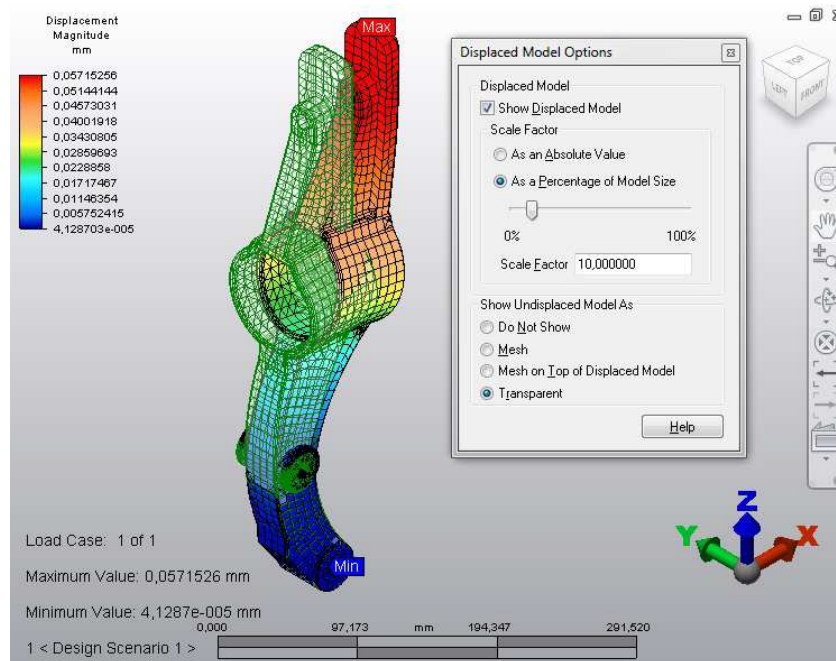 Displacement
Magnitude
mm
0,05715256
0,05144144
0,04573031
0,04001918
0,03430805
0,02859693
0,0228858
0,01717467
0,01146354
0,005752415
4,128703e-005
Max
Min
Load Case: 1 of 1
Maximum Value: 0,0571526 mm
Minimum Value: 4,1287e-005 mm
0,000 97,173 mm 194,347 291,520
1 < Design Scenario 1 >
Displaced Model Options
Displaced Model
Show Displaced Model
Scale Factor
As an Absolute Value
As a Percentage of Model Size
0% 100%
Scale Factor 10,000000
Show Undisplaced Model As
Do Not Show
Mesh
Mesh on Top of Displaced Model
Transparent
Help
TOP
LEFT FRONT
Z
Y X